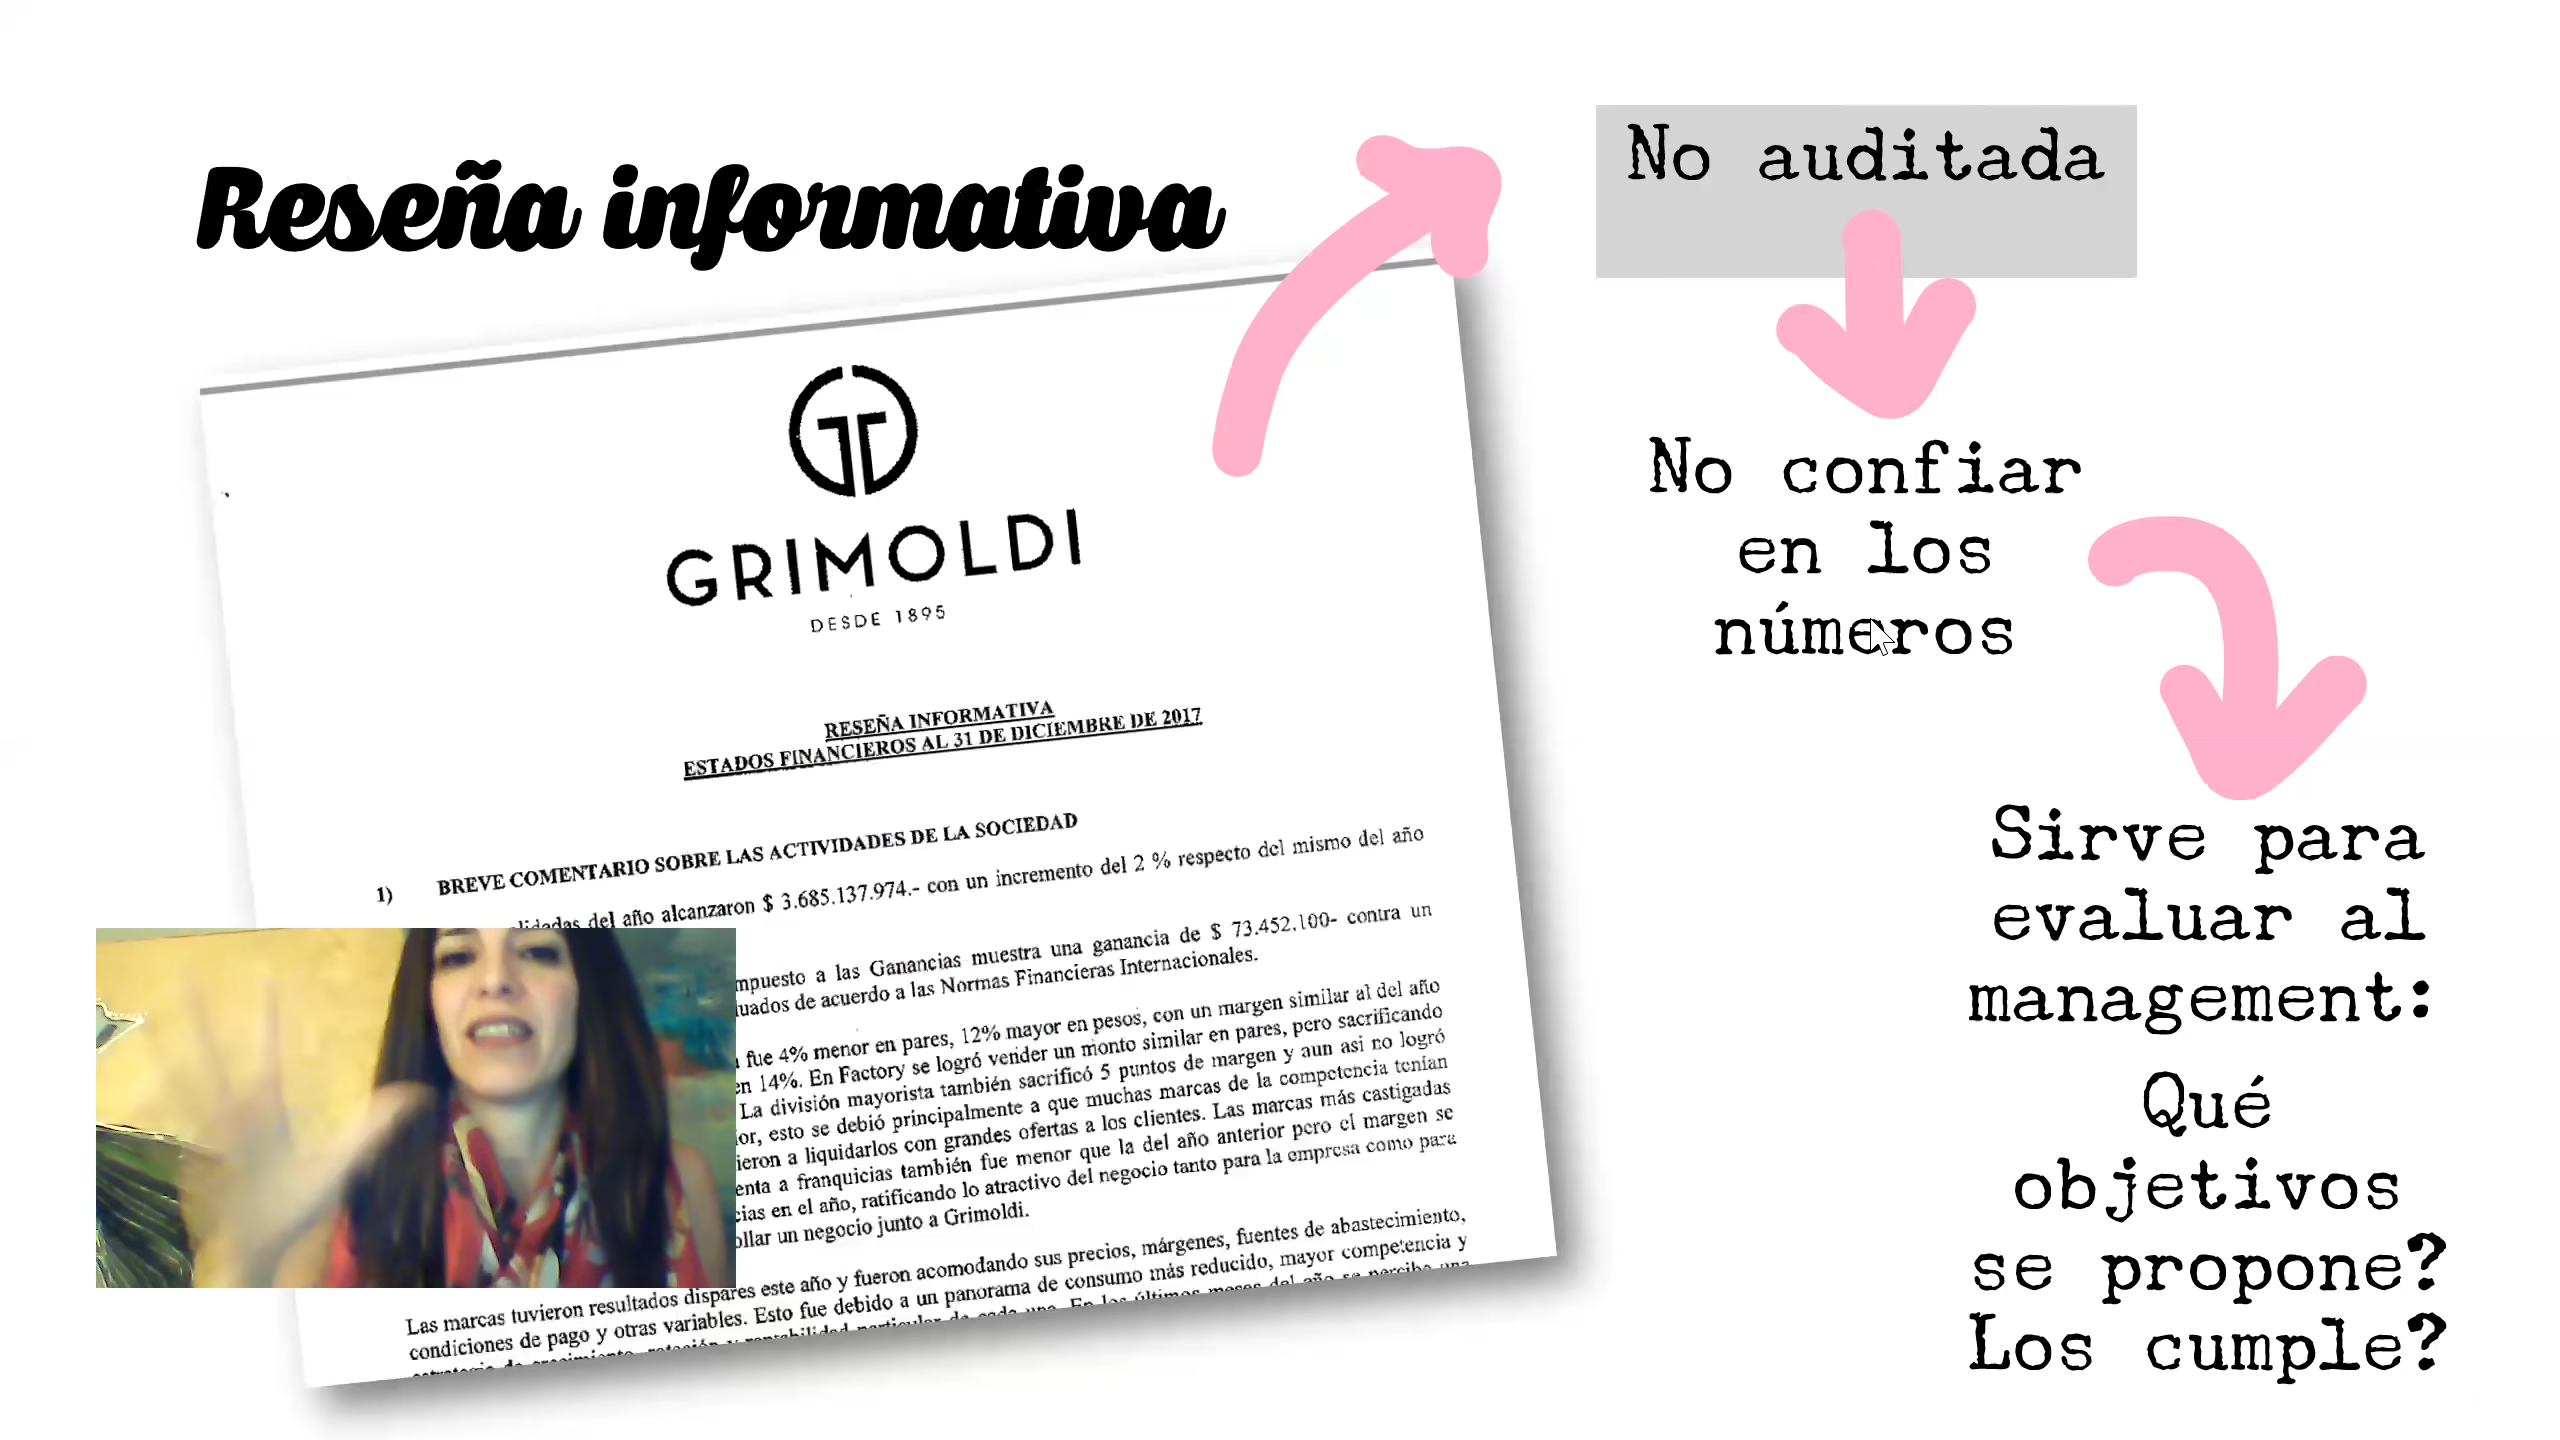 Reseña informativa
No auditada
No confiar
en los
números
Sirve para
evaluar al
management:
Qué
objetivos
se propone?
Los cumple?
GRIMOLDI
DESDE 1895
RESEÑA INFORMATIVA
ESTADOS FINANCIEROS AL 31 DE DICIEMBRE DE 2017
1) BREVE COMENTARIO SOBRE LAS ACTIVIDADES DE LA SOCIEDAD
del año alcanzaron $ 3.685.137.974.- con un incremento del 2 % respecto del mismo del año
a las Ganancias muestra una ganancia de $ 73.452.100- contra un
de acuerdo a las Normas Financieras Internacionales.
fue 4% menor en pares, 12% mayor en pesos, con un margen similar al del año
en 14%. En Factory se logró vender un monto similar en pares, pero sacrificando
La división mayorista también sacrificó 5 puntos de margen y aun asi no logró
esto se debió principalmente a que muchas marcas de la competencia tenían
a liquidarlos con grandes ofertas a los clientes. Las marcas más castigadas
a franquicias también fue menor que la del año anterior pero el margen se
en el año, ratificando lo atractivo del negocio tanto para la empresa como para
un negocio junto a Grimoldi.
Las marcas tuvieron resultados dispares este año y fueron acomodando sus precios, márgenes, fuentes de abastecimiento,
condiciones de pago y otras variables. Esto fue debido a un panorama de consumo más reducido, mayor competencia y